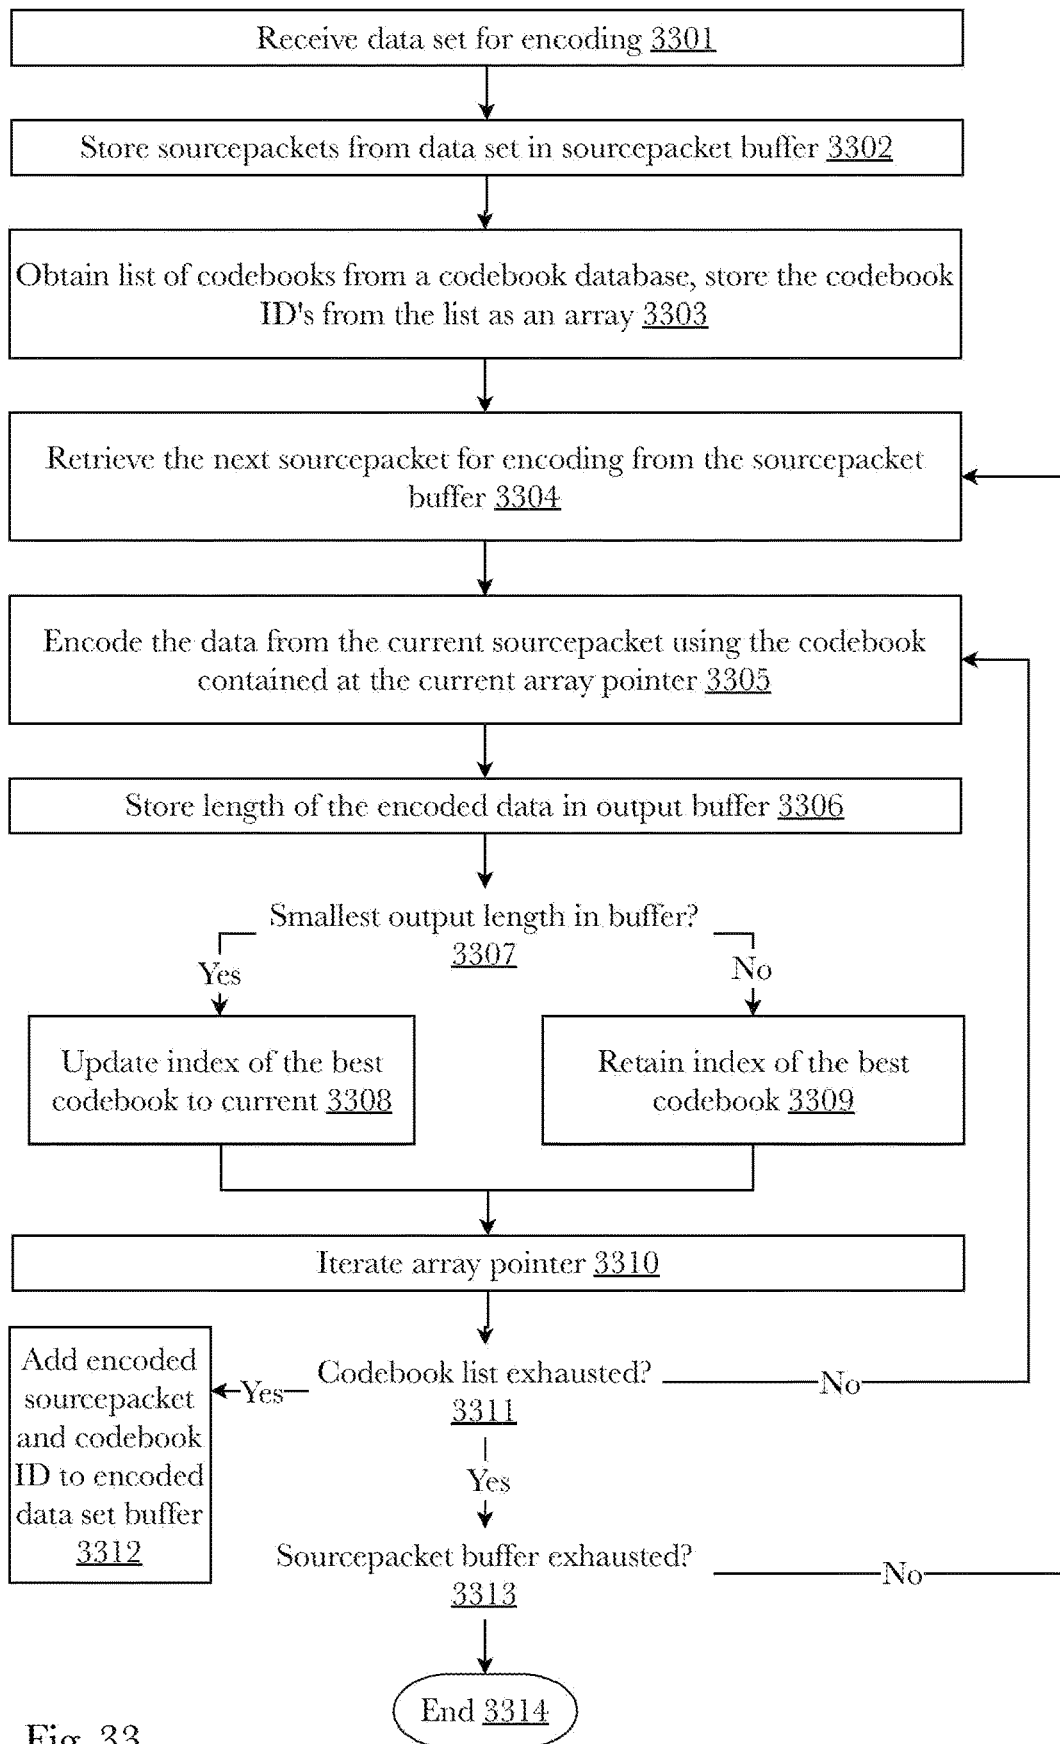 Receive data set for encoding 3301
Store sourcepackets from data set in sourcepacket buffer 3302
Obtain list of codebooks from a codebook database, store the codebook
ID's from the list as an array 3303
Retrieve the next sourcepacket for encoding from the sourcepacket
buffer 3304
Encode the data from the current sourcepacket using the codebook
contained at the current array pointer 3305
Store length of the encoded data in output buffer 3306
Smallest output length in buffer?
3307
Yes
No
Update index of the best
codebook to current 3308
Retain index of the best
codebook 3309
Iterate array pointer 3310
Codebook list exhausted?
3311
Yes
No
Add encoded
sourcepacket
and codebook
ID to encoded
data set buffer
3312
Yes
Sourcepacket buffer exhausted?
3313
No
End 3314
Fig. 33